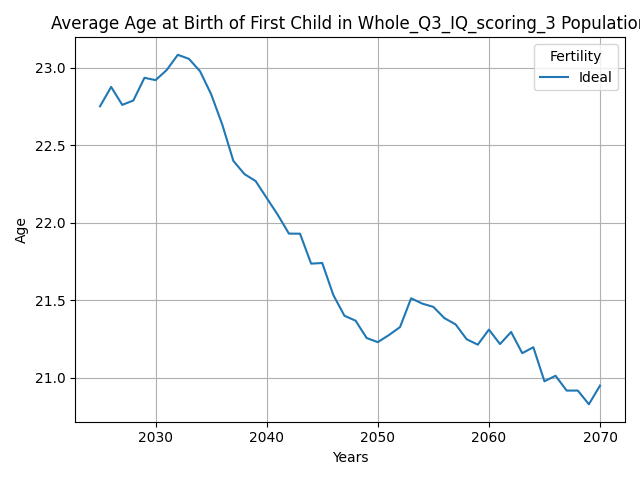 Average Age at Birth of First Child in Whole_Q3_IQ_scoring_3 Population
Fertility
Ideal
23.0
22.5
22.0
21.5
21.0
Age
2030 2040 2050 2060 2070
Years